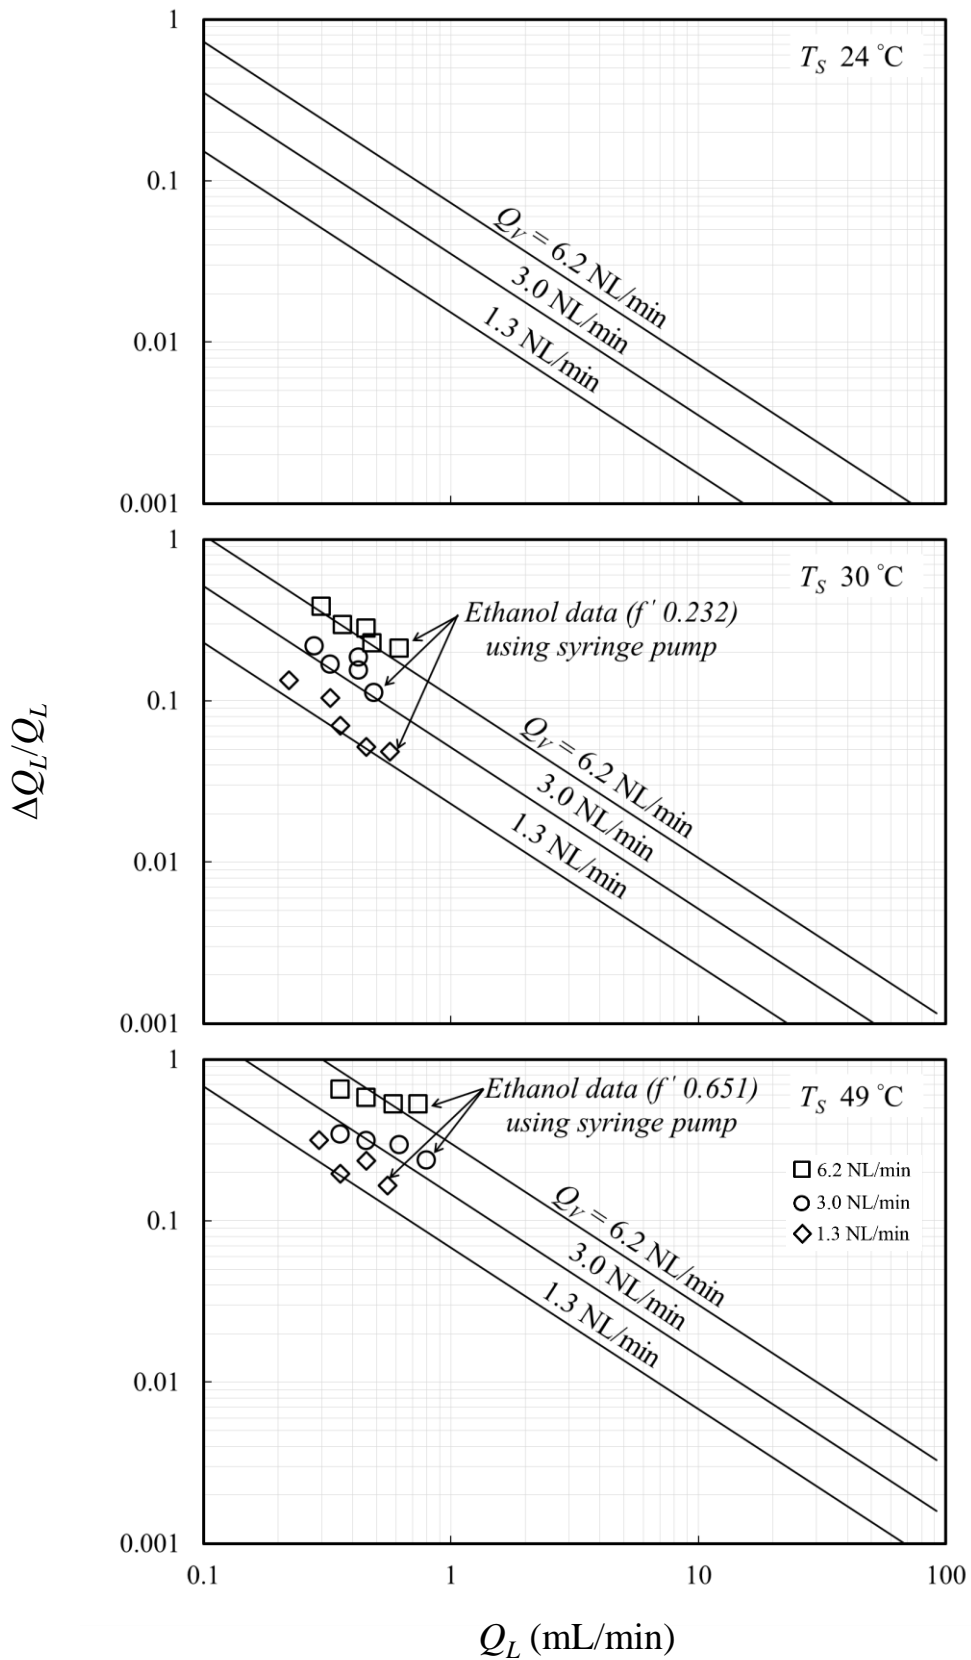 1
T_S 24 °C
0.1
Q_V = 6.2 NL/min
3.0 NL/min
0.01
1.3 NL/min
0.001
1
T_S 30 °C
Ethanol data (f' 0.232)
using syringe pump
0.1
Q_V = 6.2 NL/min
3.0 NL/min
1.3 NL/min
0.01
0.001
ΔQ_L/Q_L
1
Ethanol data (f' 0.651)
using syringe pump
T_S 49 °C
6.2 NL/min
3.0 NL/min
1.3 NL/min
0.1
Q_V = 6.2 NL/min
3.0 NL/min
1.3 NL/min
0.01
0.001
0.1 1 10 100
Q_L (mL/min)